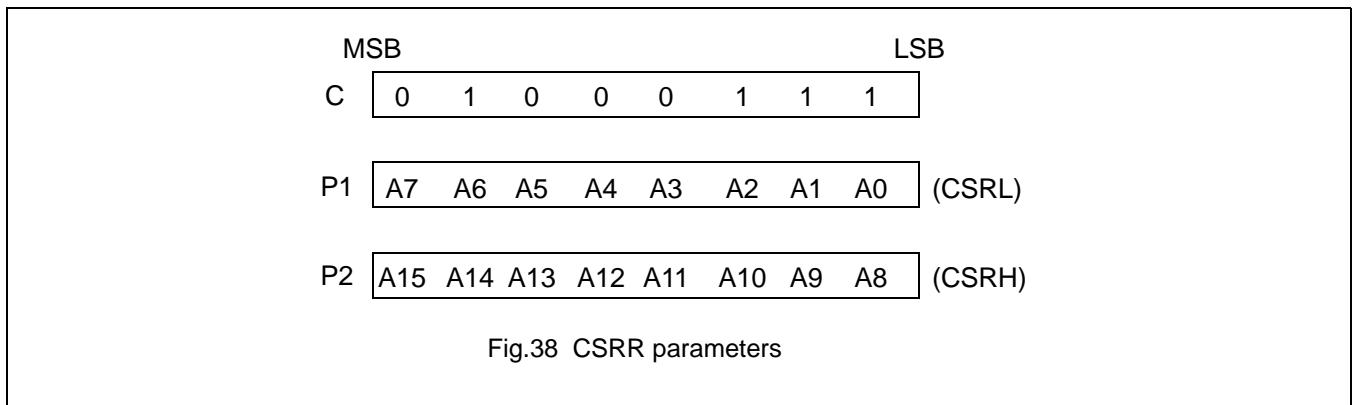 MSB LSB
C 0 1 0 0 0 1 1 1
P1 A7 A6 A5 A4 A3 A2 A1 A0 (CSRL)
P2 A15 A14 A13 A12 A11 A10 A9 A8 (CSRH)
Fig.38 CSRR parameters